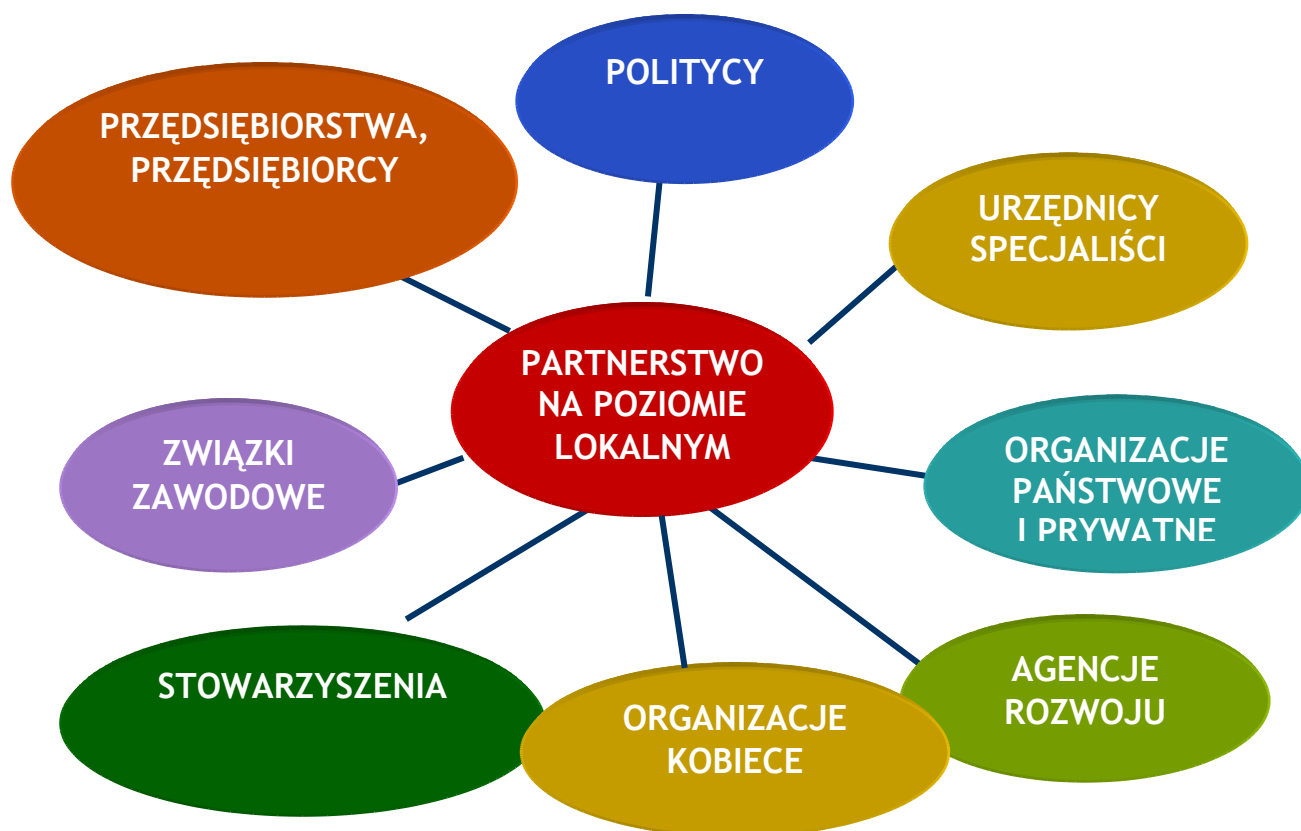 POLITYCY
PRZĘDSIĘBIORSTWA,
PRZĘDSIĘBIORCY
URZĘDNICY
SPECJALIŚCI
PARTNERSTWO
NA POZIOMIE
LOKALNYM
ZWIĄZKI
ZAWODOWE
ORGANIZACJE
PAŃSTWOWE
I PRYWATNE
STOWARZYSZENIA
ORGANIZACJE
KOBIECE
AGENCJE
ROZWOJU